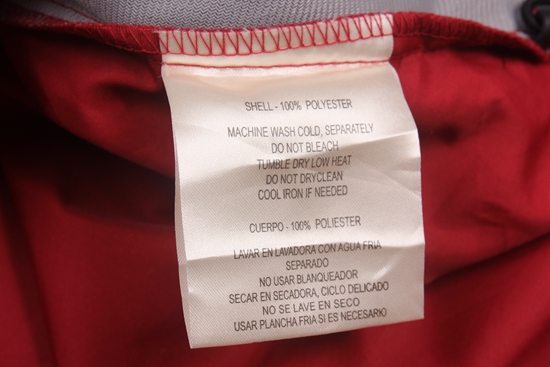 SHELL - 100% POLYESTER
MACHINE WASH COLD, SEPARATELY
DO NOT BLEACH
TUMBLE DRY LOW HEAT
DO NOT DRYCLEAN
COOL IRON IF NEEDED
CUERPO - 100% POLIESTER
LAVAR EN LAVADORA CON AGUA FRIA
SEPARADO
NO USAR BLANQUEADOR
SECAR EN SECADORA, CICLO DELICADO
NO SE LAVE EN SECO
USAR PLANCHA FRIA SI ES NECESARIO